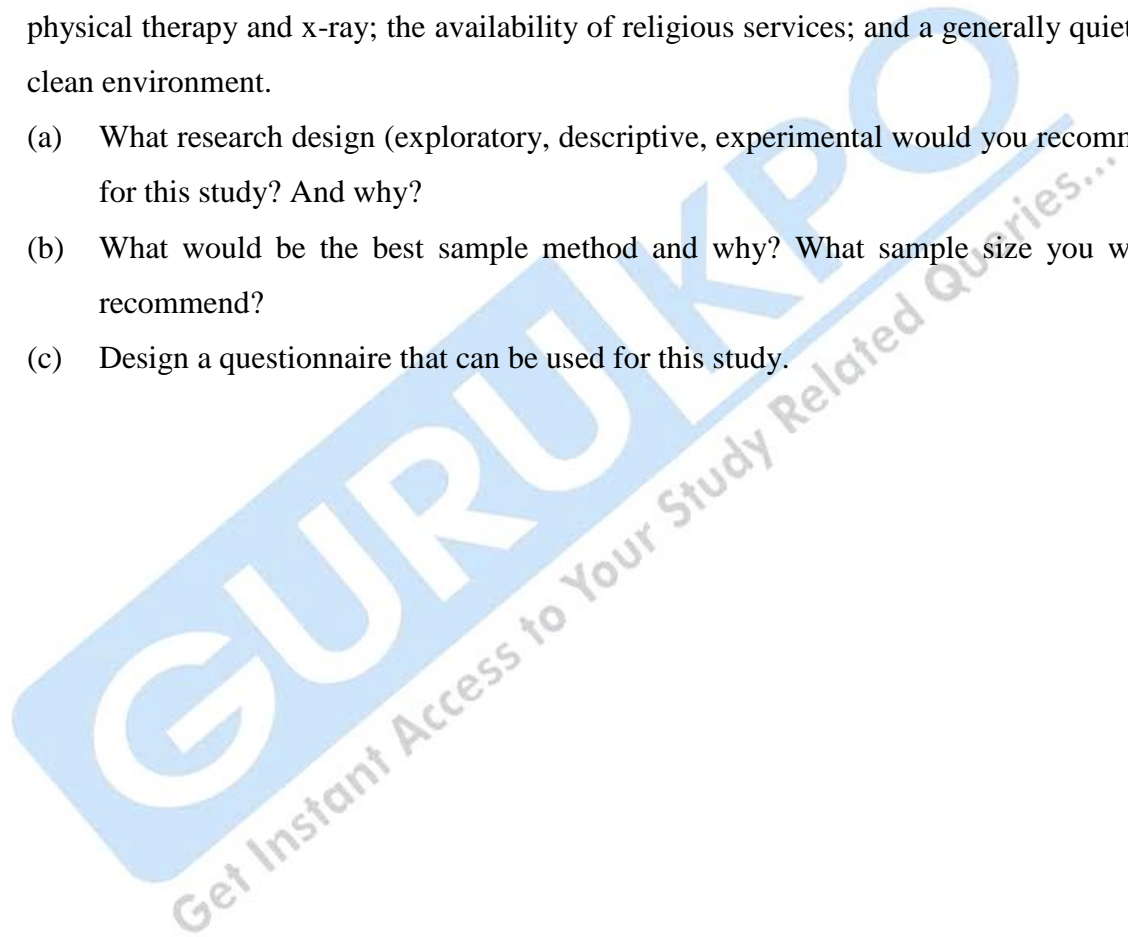 physical therapy and x-ray; the availability of religious services; and a generally quiet
clean environment.
(a) What research design (exploratory, descriptive, experimental would you recomm
for this study? And why?
(b) What would be the best sample method and why? What sample size you w
recommend?
(c) Design a questionnaire that can be used for this study.
GURUKPO
Get Instant Access to Your Study Related Queries...